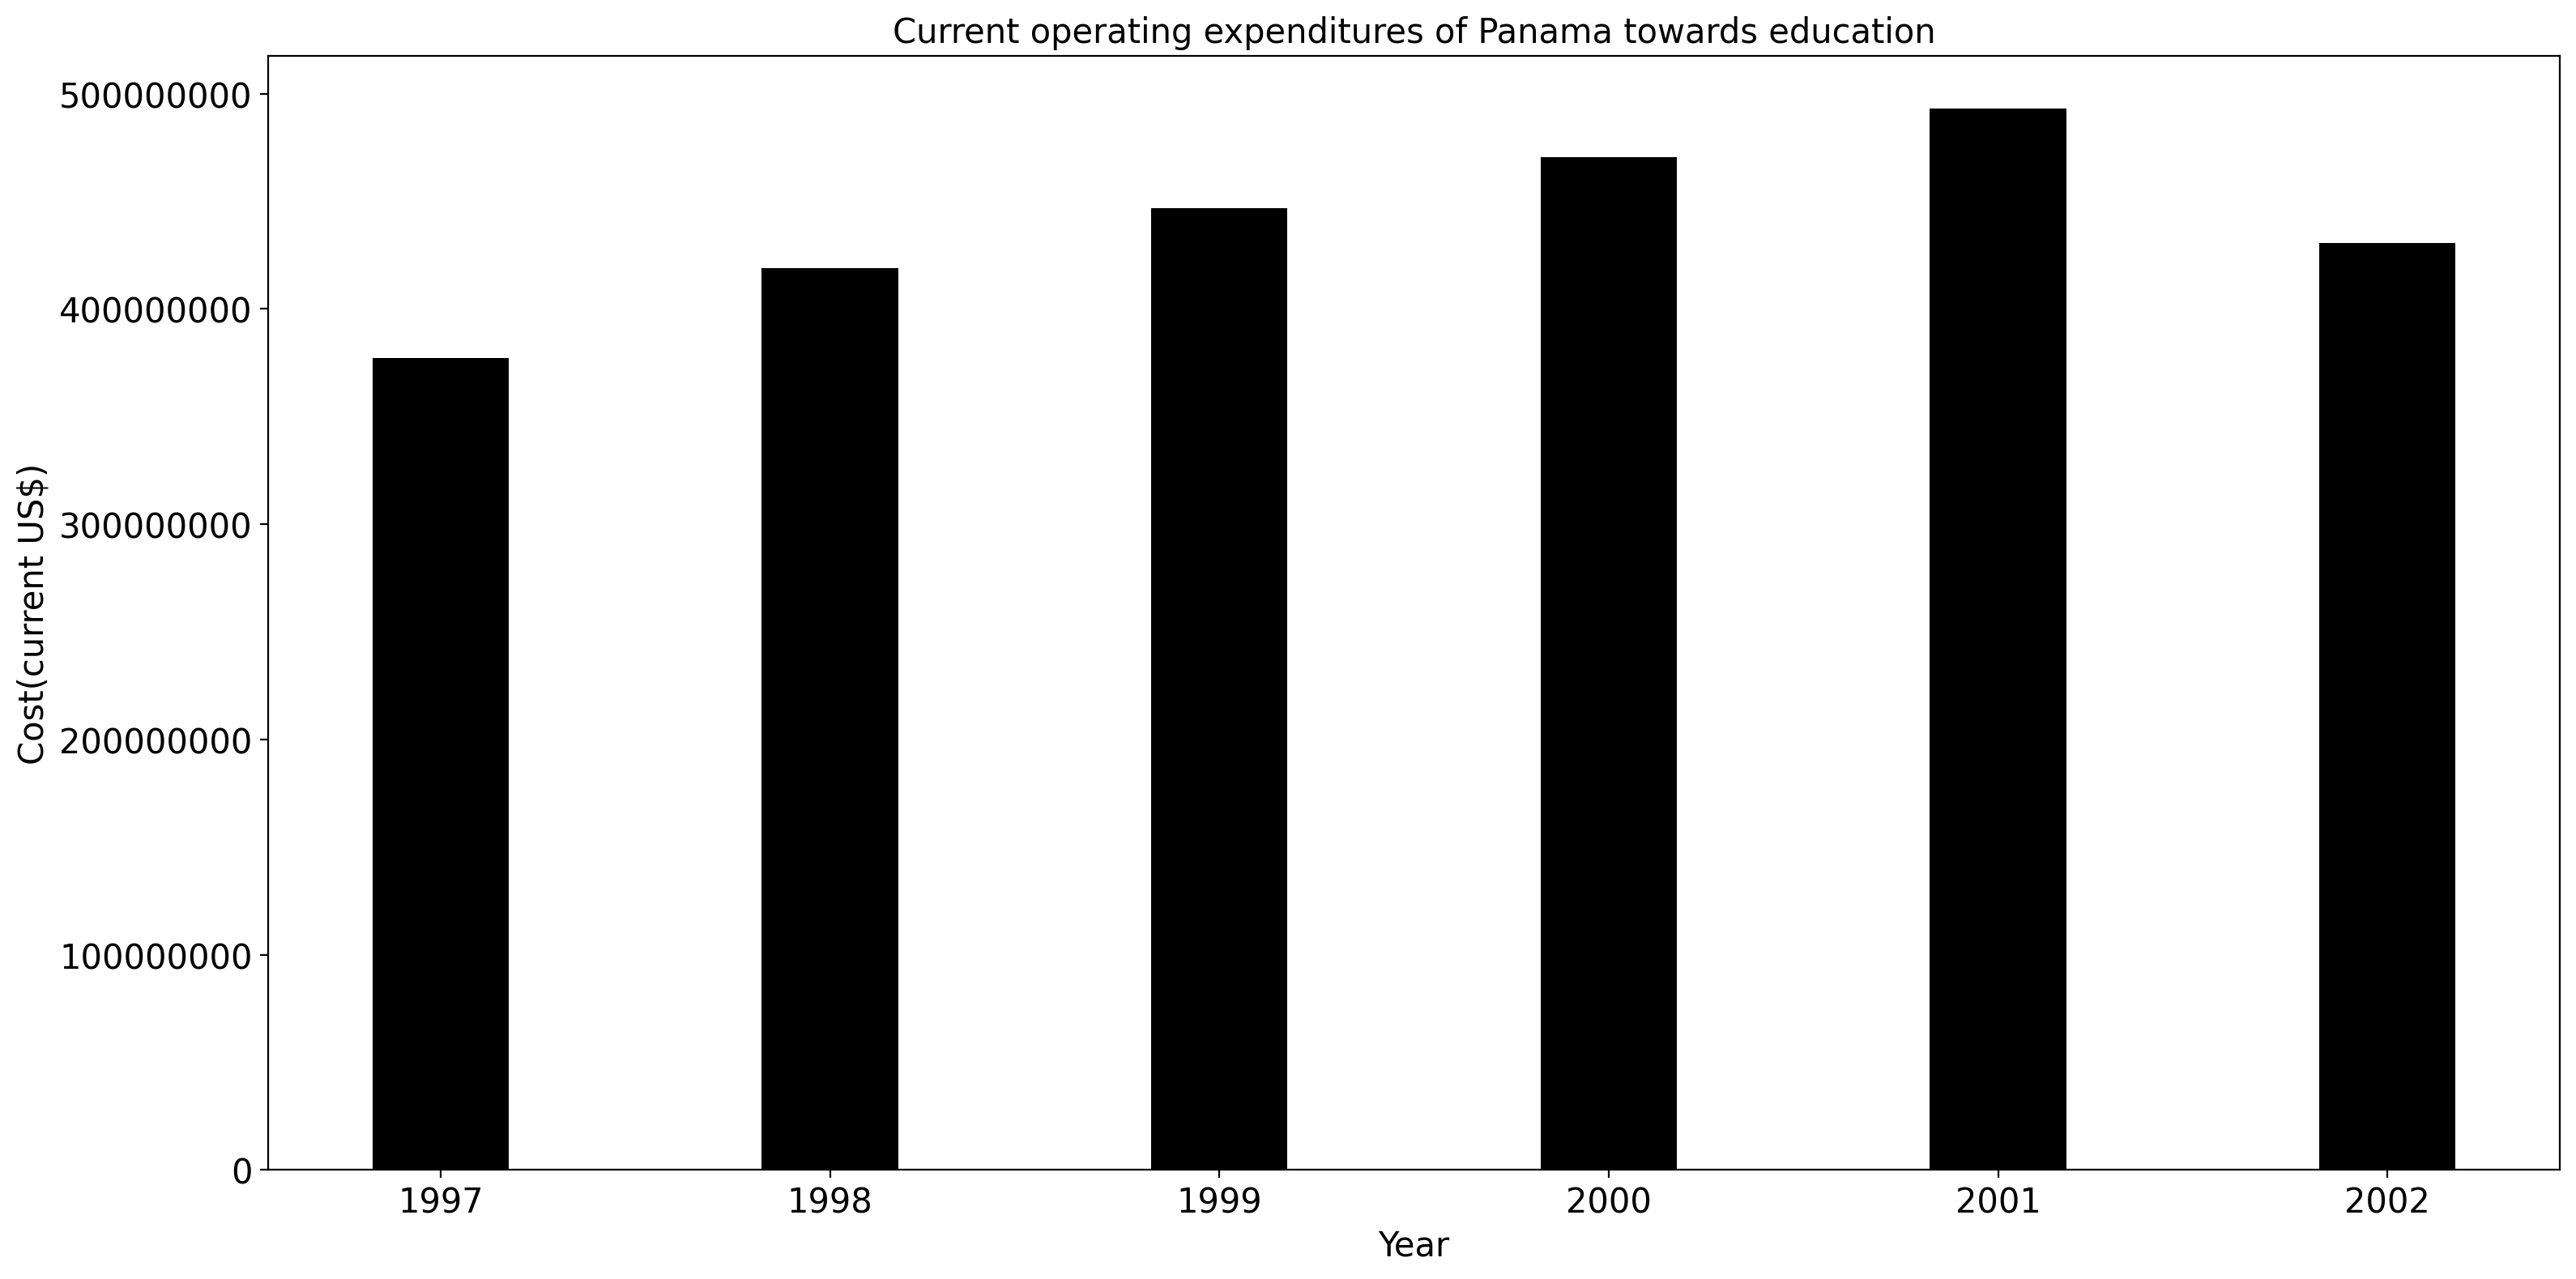 Current operating expenditures of Panama towards education
500000000
400000000
300000000
200000000
100000000
0
Cost(current US$)
1997 1998 1999 2000 2001 2002
Year